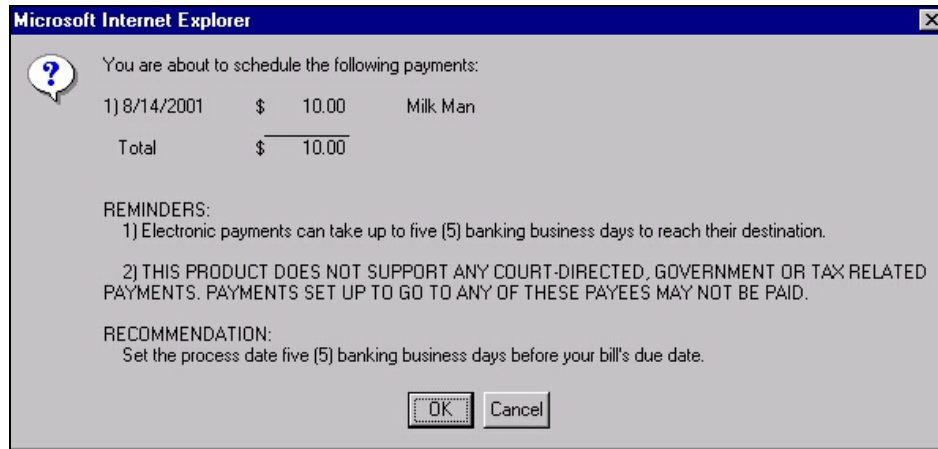 Microsoft Internet Explorer
You are about to schedule the following payments:
1) 8/14/2001 $ 10.00 Milk Man
Total $ 10.00
REMINDERS:
1) Electronic payments can take up to five (5) banking business days to reach their destination.
2) THIS PRODUCT DOES NOT SUPPORT ANY COURT-DIRECTED, GOVERNMENT OR TAX RELATED
PAYMENTS. PAYMENTS SET UP TO GO TO ANY OF THESE PAYEES MAY NOT BE PAID.
RECOMMENDATION:
Set the process date five (5) banking business days before your bill's due date.
OK Cancel